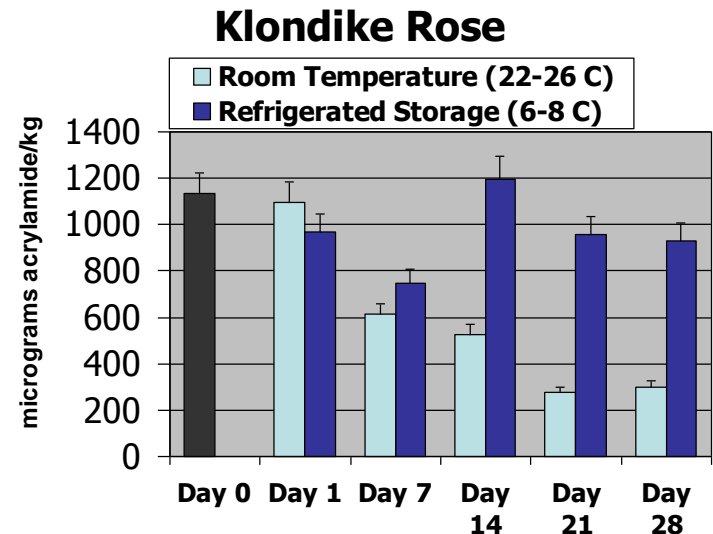 Klondike Rose
Room Temperature (22-26 C)
Refrigerated Storage (6-8 C)
micrograms acrylamide/kg
1400
1200
1000
800
600
400
200
0
Day 0 Day 1 Day 7 Day 14 Day 21 Day 28